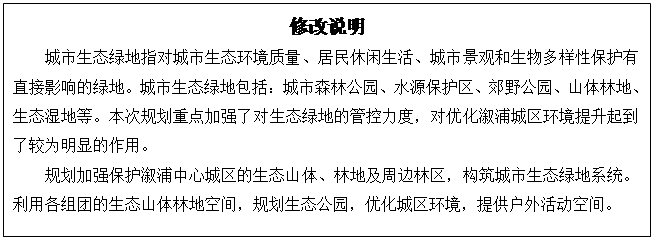 修改说明
城市生态绿地指对城市生态环境质量、居民休闲生活、城市景观和生物多样性保护有
直接影响的绿地。城市生态绿地包括：城市森林公园、水源保护区、郊野公园、山体林地、
生态湿地等。本次规划重点加强了对生态绿地的管控力度，对优化溆浦城区环境提升起到
了较为明显的作用。
规划加强保护溆浦中心城区的生态山体、林地及周边林区，构筑城市生态绿地系统。
利用各组团的生态山体林地空间，规划生态公园，优化城区环境，提供户外活动空间。